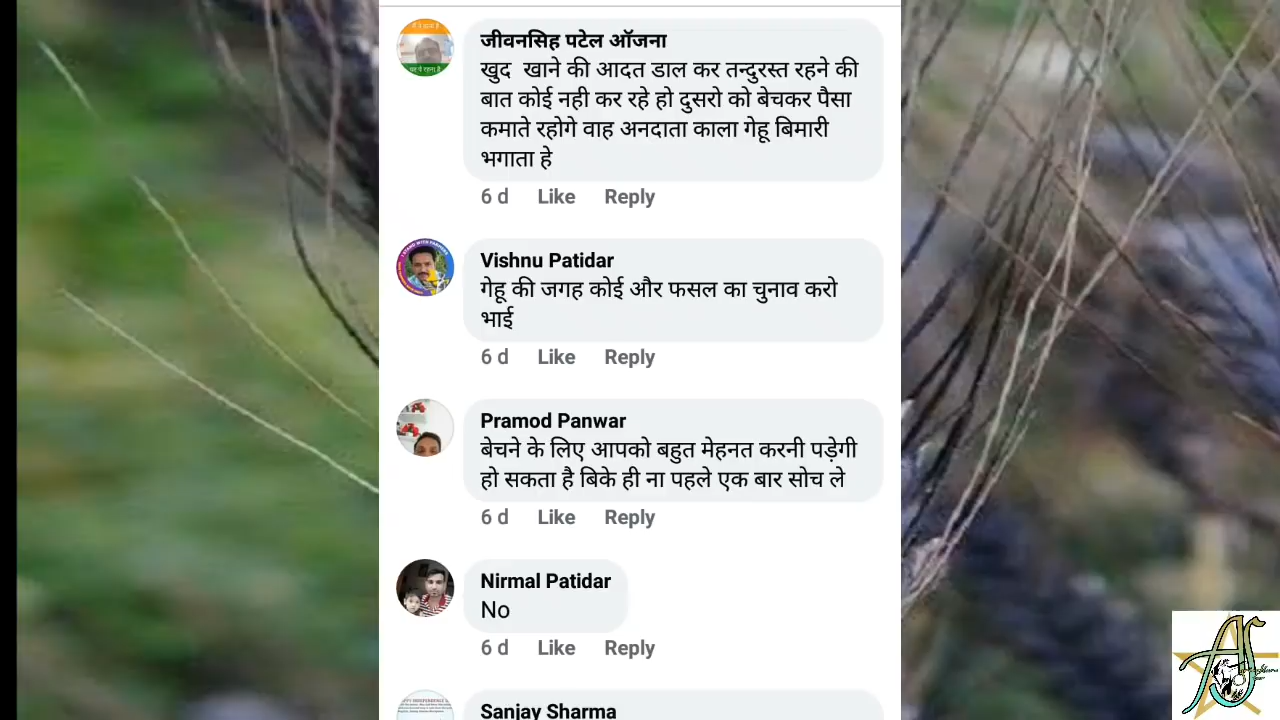 जीवनसिह पटेल ऑजना
खुद  खाने की आदत डाल कर तन्दुरस्त रहने की
बात कोई नही कर रहे हो दुसरो को बेचकर पैसा
कमाते रहोगे वाह अनदाता काला गेहू बिमारी
भगाता हे
6 d Like Reply
Vishnu Patidar
गेहू की जगह कोई और फसल का चुनाव करो
भाई
6 d Like Reply
Pramod Panwar
बेचने के लिए आपको बहुत मेहनत करनी पड़ेगी
हो सकता है बिके ही ना पहले एक बार सोच ले
6 d Like Reply
Nirmal Patidar
No
6 d Like Reply
Sanjay Sharma